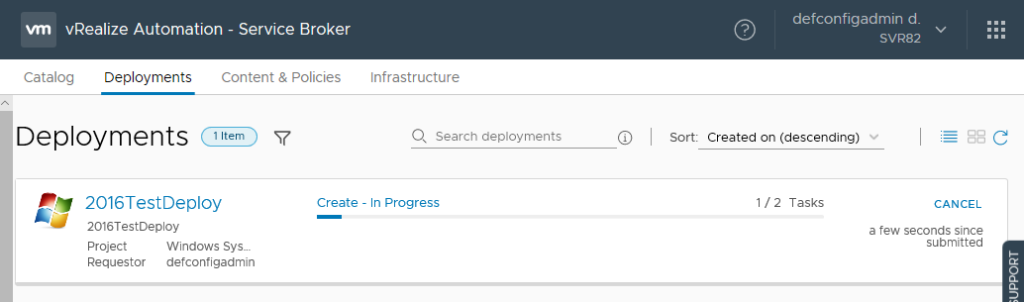 vm vRealize Automation - Service Broker
defconfigadmin d.
SVR82
Catalog Deployments Content & Policies Infrastructure
Deployments 1 Item Search deployments Sort: Created on (descending)
2016TestDeploy Create - In Progress 1 / 2 Tasks CANCEL
2016TestDeploy
a few seconds since
submitted
Project Windows Sys...
Requestor defconfigadmin
SUPPORT